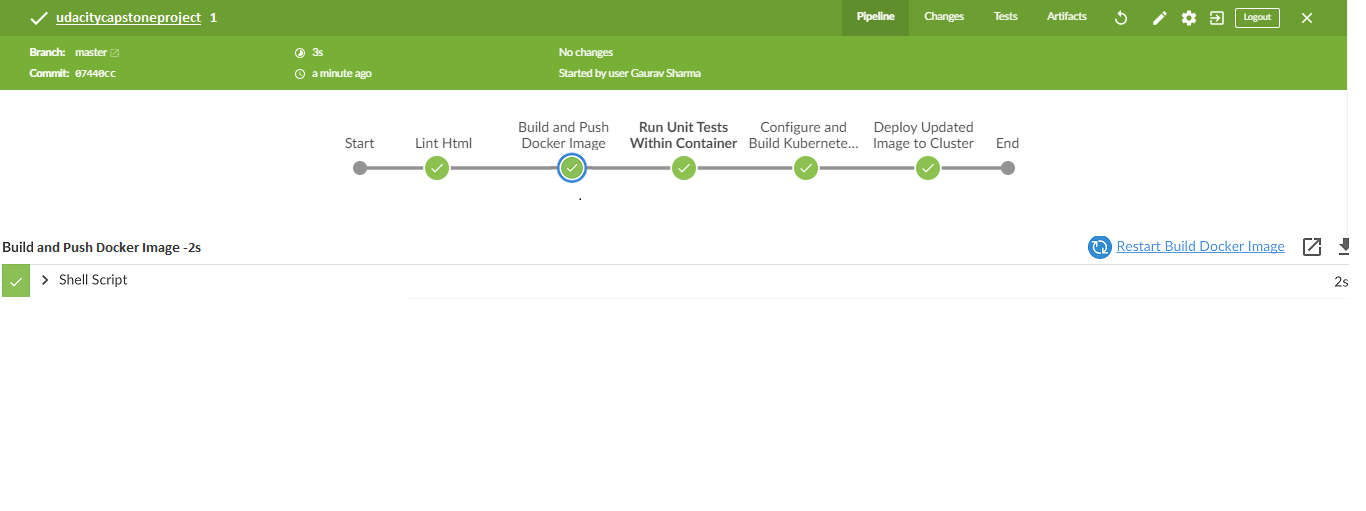 udacitycapstoneproject 1
Pipeline Changes Tests Artifacts Logout
Branch: master
3s
No changes
Commit: 07440cc
a minute ago
Started by user Gaurav Sharma
Start
Lint Html
Build and Push
Docker Image
Run Unit Tests
Within Container
Configure and
Build Kubernete...
Deploy Updated
Image to Cluster
End
.
Build and Push Docker Image -2s
Restart Build Docker Image
Shell Script
2s